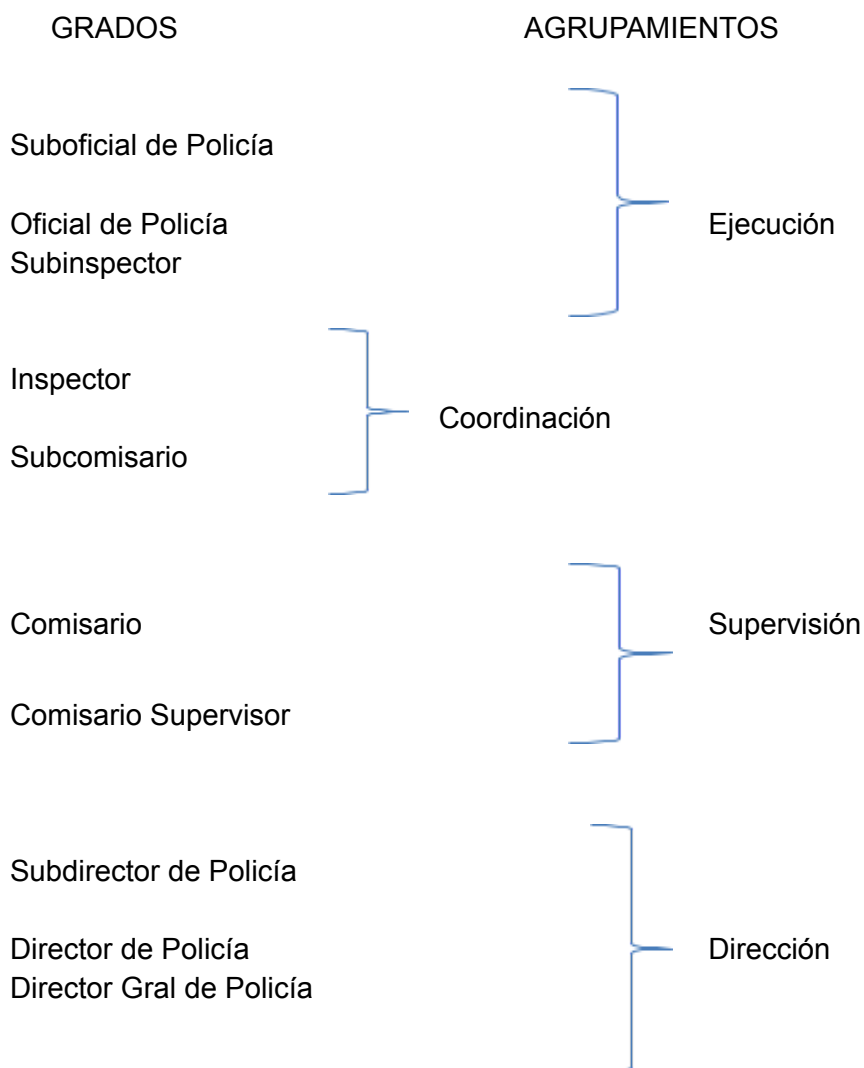 GRADOS AGRUPAMIENTOS
Suboficial de Policía
Oficial de Policía Ejecución
Subinspector
Inspector
Coordinación
Subcomisario
Comisario Supervisión
Comisario Supervisor
Subdirector de Policía
Director de Policía Dirección
Director Gral de Policía